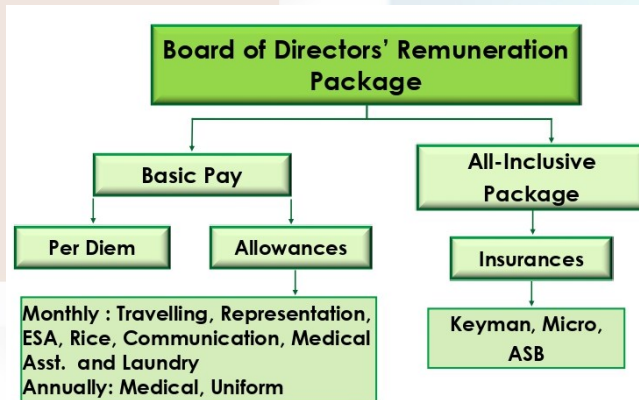 Board of Directors' Remuneration
Package
Basic Pay
All-Inclusive
Package
Per Diem
Allowances
Insurances
Monthly : Travelling, Representation,
ESA, Rice, Communication, Medical
Asst. and Laundry
Annually: Medical, Uniform
Keyman, Micro,
ASB